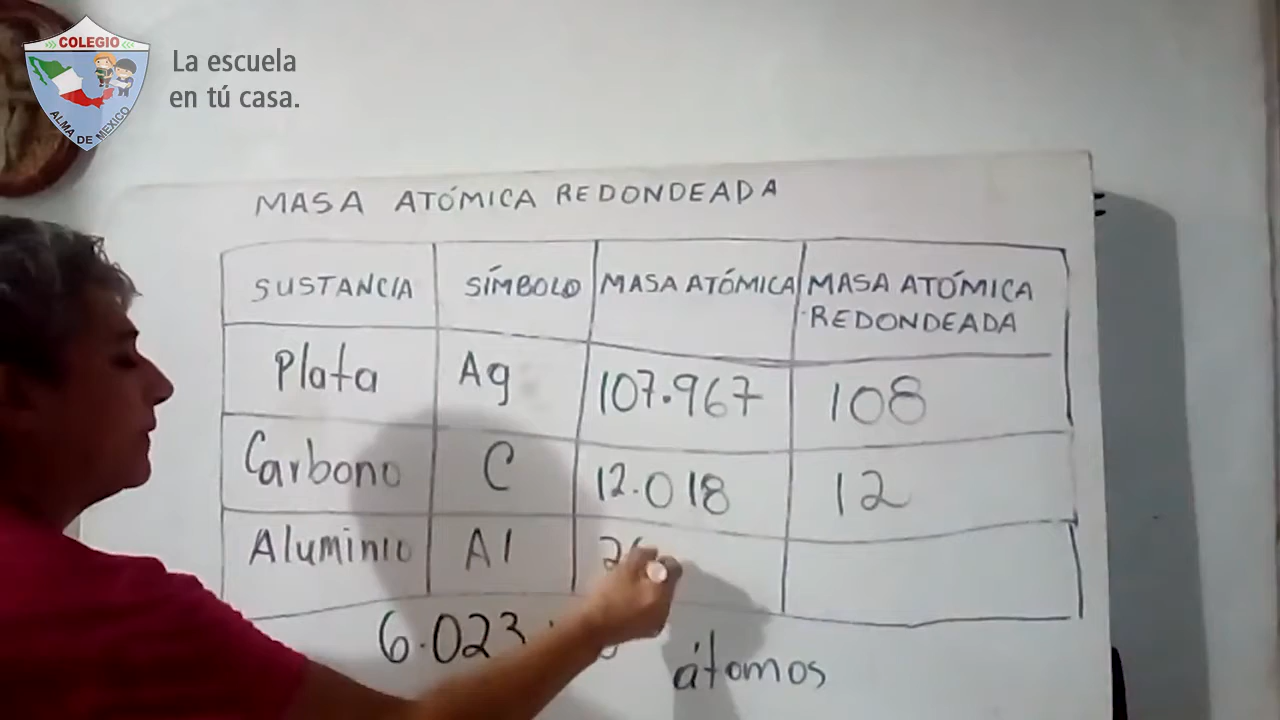 COLEGIO
ALMA DE MEXICO
La escuela
en tú casa.
MASA ATÓMICA REDONDEADA
SUSTANCIA SÍMBOLO MASA ATÓMICA MASA ATÓMICA REDONDEADA
Plata Ag 107.967 108
Carbono C 12.018 12
Aluminio Al
6.023
átomos